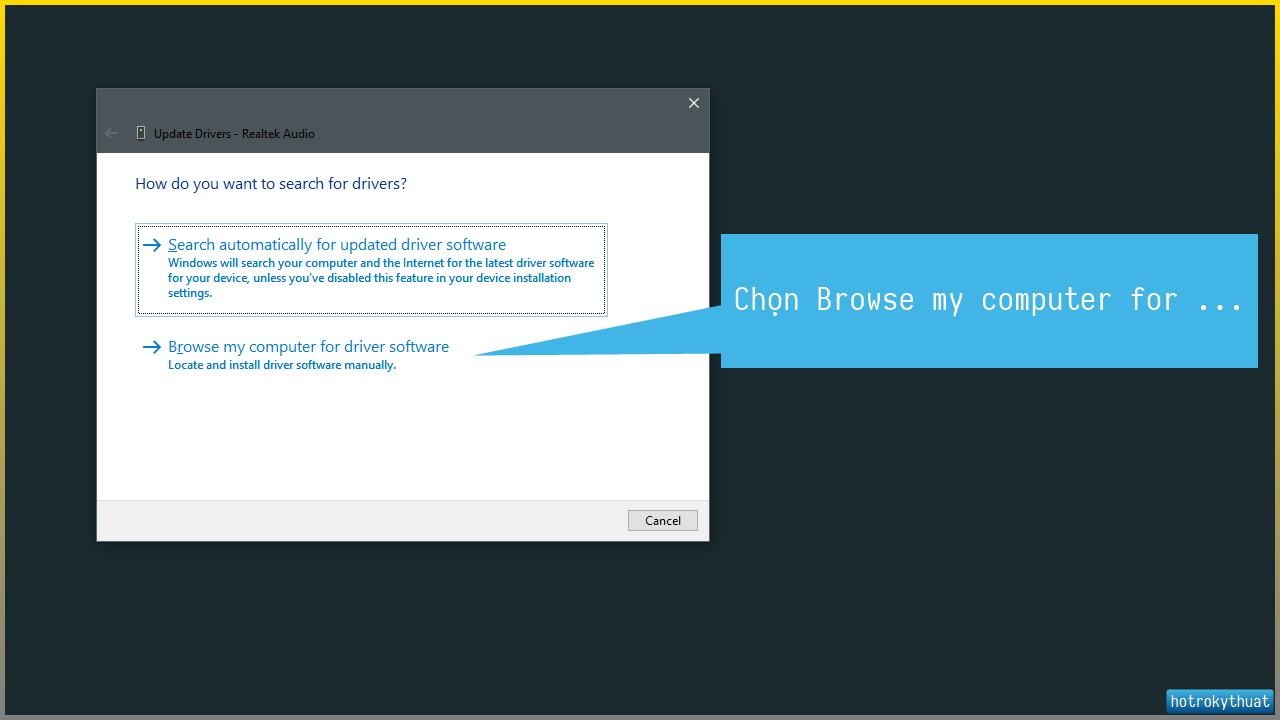 Update Drivers - Realtek Audio
How do you want to search for drivers?
Search automatically for updated driver software
Windows will search your computer and the Internet for the latest driver software
for your device, unless you've disabled this feature in your device installation
settings.
Browse my computer for driver software
Locate and install driver software manually.
Chọn Browse my computer for ...
Cancel
hotrokythuat